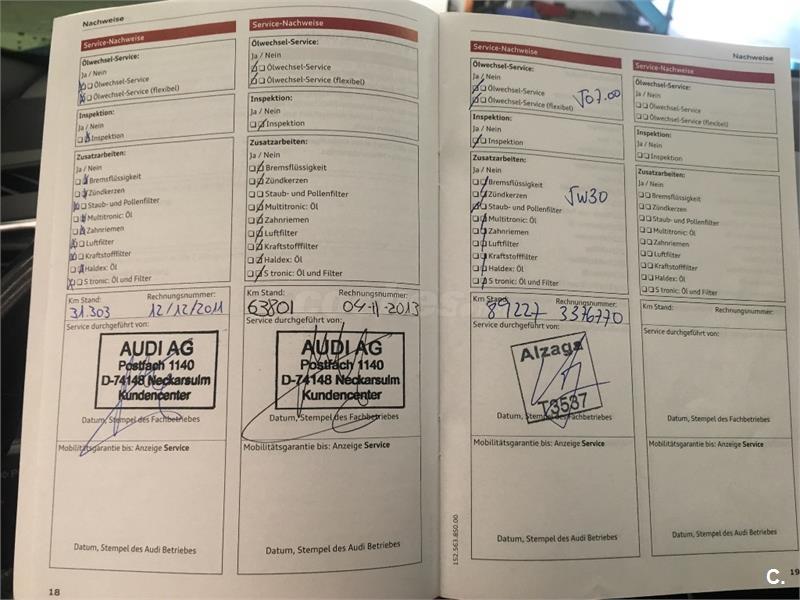 Nachweise
Service-Nachweise
Ölwechsel-Service:
Ja / Nein
Ölwechsel-Service
Ölwechsel-Service (flexibel)
Inspektion:
Ja / Nein
Inspektion
Zusatzarbeiten:
Ja / Nein
Bremsflüssigkeit
Zündkerzen
Staub- und Pollenfilter
Multitronic: Öl
Zahnriemen
Luftfilter
Kraftstofffilter
Haldex: Öl
S tronic: Öl und Filter
Km Stand: Rechnungsnummer:
31.303 12/12/2011
Service durchgeführt von:
AUDI AG
Postfach 1140
D-74148 Neckarsulm
Kundencenter
Datum, Stempel des Fachbetriebes
Mobilitätsgarantie bis: Anzeige Service
Datum, Stempel des Audi Betriebes
18
Service-Nachweise
Ölwechsel-Service:
Ja / Nein
Ölwechsel-Service
Ölwechsel-Service (flexibel)
Inspektion:
Ja / Nein
Inspektion
Zusatzarbeiten:
Ja / Nein
Bremsflüssigkeit
Zündkerzen
Staub- und Pollenfilter
Multitronic: Öl
Zahnriemen
Luftfilter
Kraftstofffilter
Haldex: Öl
S tronic: Öl und Filter
Km Stand: Rechnungsnummer:
63801 04-11-2013
Service durchgeführt von:
AUDI AG
Postfach 1140
D-74148 Neckarsulm
Kundencenter
Datum, Stempel des Fachbetriebes
Mobilitätsgarantie bis: Anzeige Service
Datum, Stempel des Audi Betriebes
Service-Nachweise
Ölwechsel-Service:
Ja / Nein
Ölwechsel-Service
Ölwechsel-Service (flexibel)
Inspektion:
Ja / Nein
Inspektion
Zusatzarbeiten:
Ja / Nein
Bremsflüssigkeit
Zündkerzen
Staub- und Pollenfilter
Multitronic: Öl
Zahnriemen
Luftfilter
Kraftstofffilter
Haldex: Öl
S tronic: Öl und Filter
Km Stand: Rechnungsnummer:
89227 3376770
Service durchgeführt von:
Alzaga
T3537
Datum, Stempel des Fachbetriebes
Mobilitätsgarantie bis: Anzeige Service
Datum, Stempel des Audi Betriebes
152.563.850.00
Nachweise
Service-Nachweise
Ölwechsel-Service:
Ja / Nein
Ölwechsel-Service
Ölwechsel-Service (flexibel)
Inspektion:
Ja / Nein
Inspektion
Zusatzarbeiten:
Ja / Nein
Bremsflüssigkeit
Zündkerzen
Staub- und Pollenfilter
Multitronic: Öl
Zahnriemen
Luftfilter
Kraftstofffilter
Haldex: Öl
S tronic: Öl und Filter
Km Stand: Rechnungsnummer:
Service durchgeführt von:
Datum, Stempel des Fachbetriebes
Mobilitätsgarantie bis: Anzeige Service
Datum, Stempel des Audi Betriebes
19
C.